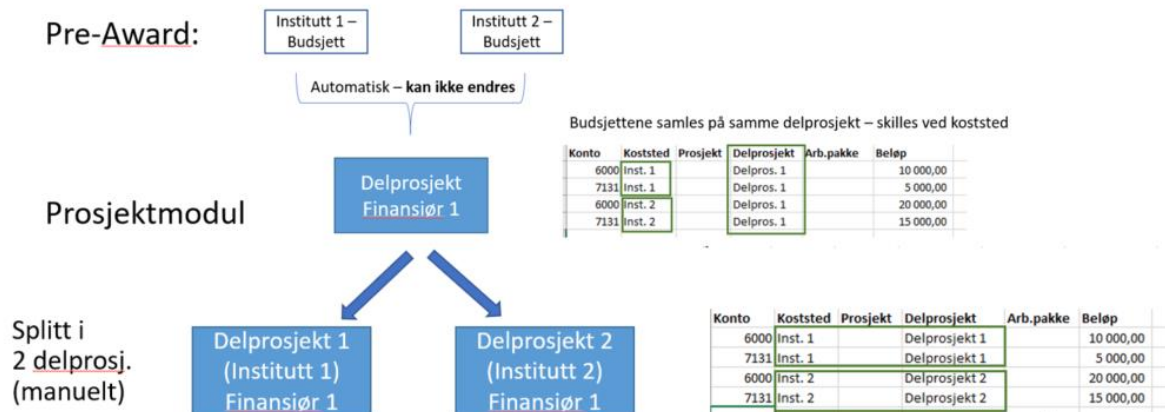 Pre-Award:
Institutt 1 –
Budsjett
Institutt 2 –
Budsjett
Automatisk – kan ikke endres
Budsjettene samles på samme delprosjekt – skilles ved koststed
Konto Koststed Prosjekt Delprosjekt Arb.pakke Beløp
6000 Inst. 1 Delpros. 1 10 000,00
7131 Inst. 1 Delpros. 1 5 000,00
6000 Inst. 2 Delpros. 1 20 000,00
7131 Inst. 2 Delpros. 1 15 000,00
Prosjektmodul
Delprosjekt
Finansiør 1
Splitt i
2 delprosj.
(manuelt)
Delprosjekt 1
(Institutt 1)
Finansiør 1
Delprosjekt 2
(Institutt 2)
Finansiør 1
Konto Koststed Prosjekt Delprosjekt Arb.pakke Beløp
6000 Inst. 1 Delprosjekt 1 10 000,00
7131 Inst. 1 Delprosjekt 1 5 000,00
6000 Inst. 2 Delprosjekt 2 20 000,00
7131 Inst. 2 Delprosjekt 2 15 000,00